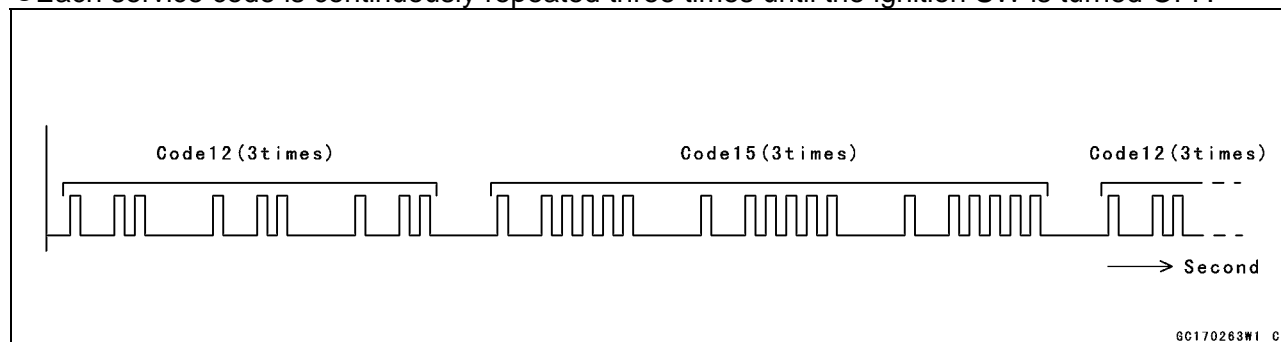 Each service code is continuously repeated three times until the ignition SW is turned OFF.
Code12(3times)
Code15(3times)
Code12(3times)
Second
GC170263W1 C